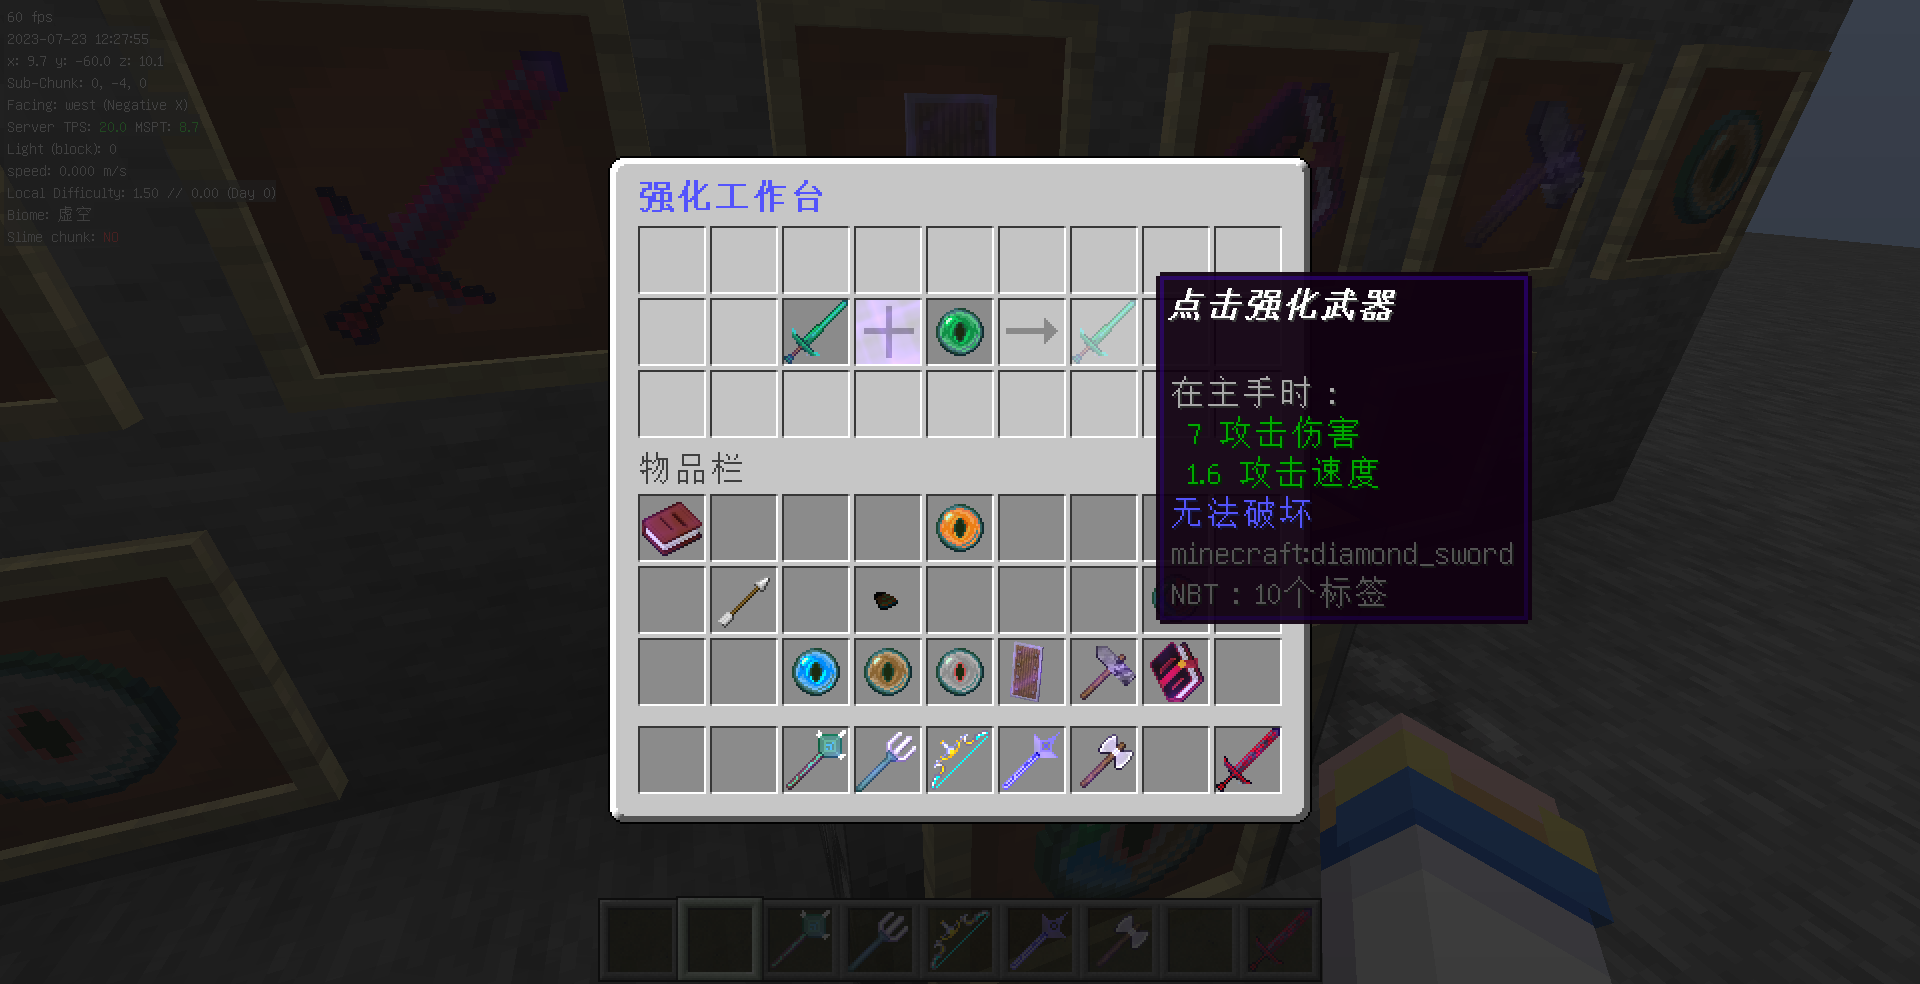 60 fps
2023-07-23 12:27:55
x: 9.7 y: -60.0 z: 10.1
Sub-Chunk: 0, -4, 0
Facing: west (Negative X)
Server TPS: 20.0 MSPT: 8.7
Light (block): 0
speed: 0.000 m/s
Local Difficulty: 1.50 // 0.00 (Day 0)
Biome: 虚空
Slime chunk: NO
强化工作台
点击强化武器
在主手时：
7 攻击伤害
1.6 攻击速度
无法破坏
minecraft:diamond_sword
NBT：10个标签
物品栏